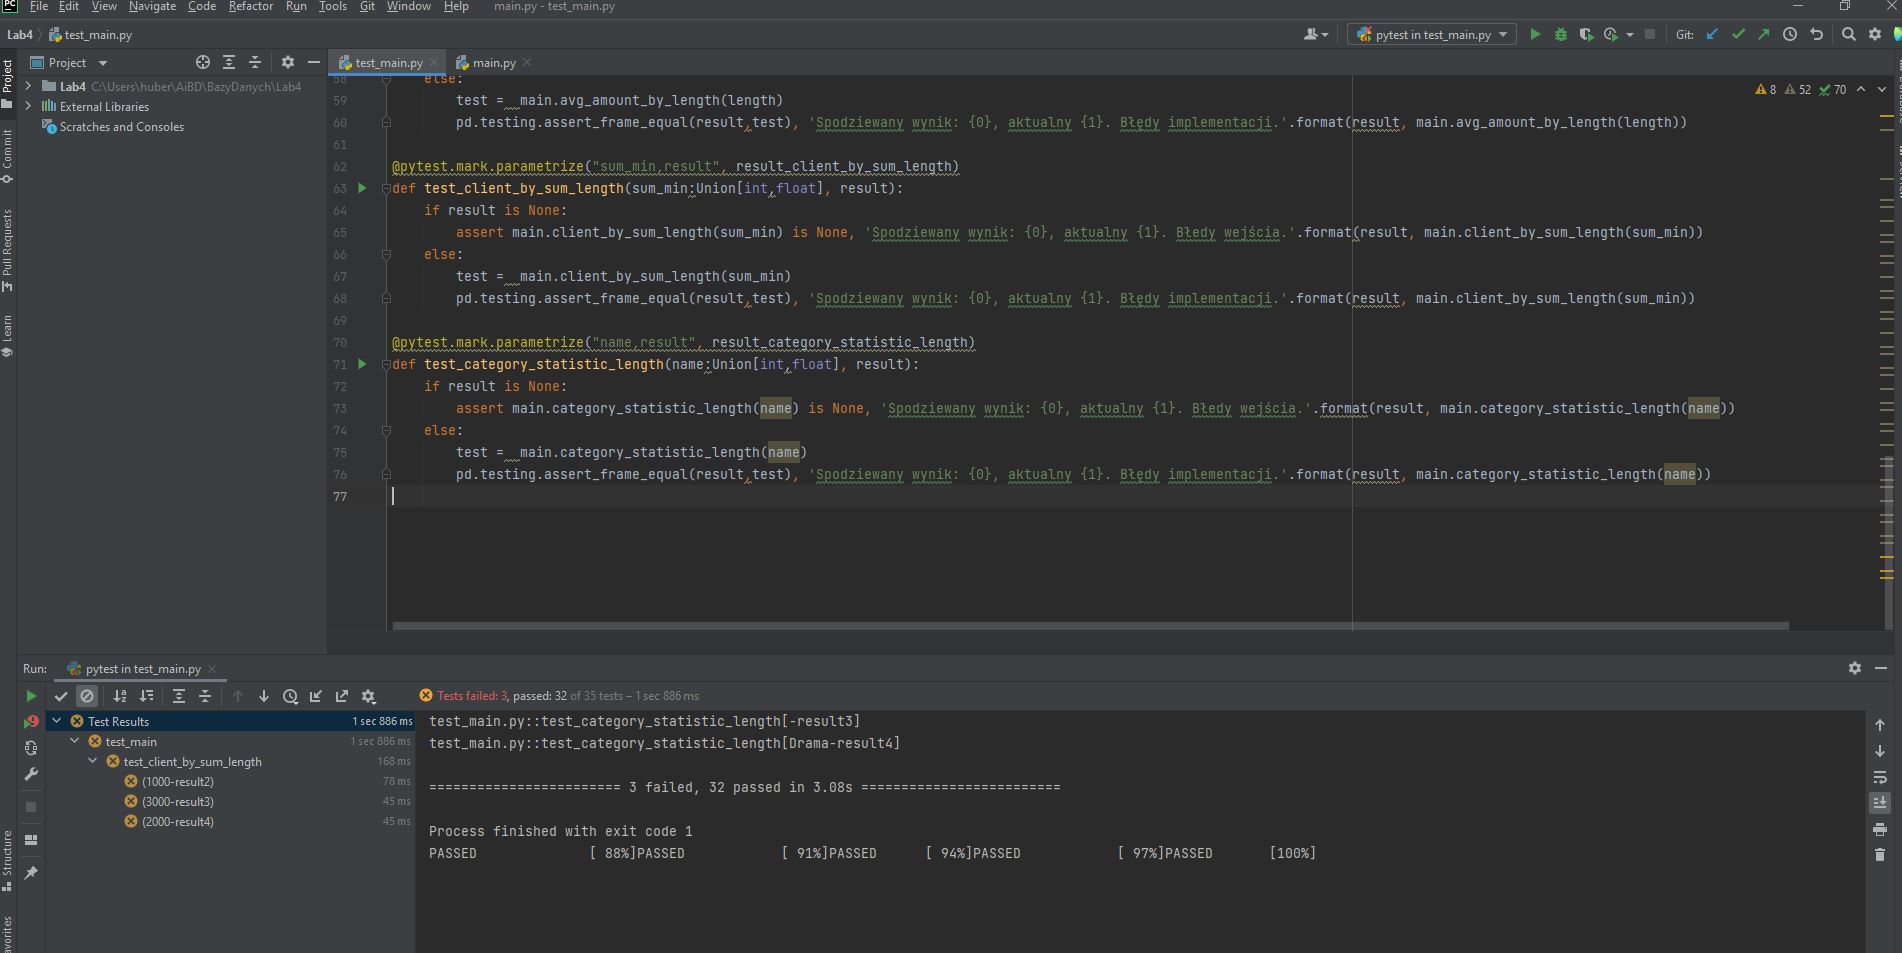 File Edit View Navigate Code Refactor Run Tools Git Window Help main.py - test_main.py
Lab4 test_main.py pytest in test_main.py Git:
Project test_main.py main.py
Lab4 C:\Users\huber\AiBD\BazyDanych\Lab4
External Libraries
Scratches and Consoles
8 52 70
Project
Commit
Pull Requests
Learn
Structure
58 else:
59 test = main.avg_amount_by_length(length)
60 pd.testing.assert_frame_equal(result,test), 'Spodziewany wynik: {0}, aktualny {1}. Błędy implementacji.'.format(result, main.avg_amount_by_length(length))
61
62 @pytest.mark.parametrize("sum_min,result", result_client_by_sum_length)
63 def test_client_by_sum_length(sum_min:Union[int,float], result):
64 if result is None:
65 assert main.client_by_sum_length(sum_min) is None, 'Spodziewany wynik: {0}, aktualny {1}. Błedy wejścia.'.format(result, main.client_by_sum_length(sum_min))
66 else:
67 test = main.client_by_sum_length(sum_min)
68 pd.testing.assert_frame_equal(result,test), 'Spodziewany wynik: {0}, aktualny {1}. Błędy implementacji.'.format(result, main.client_by_sum_length(sum_min))
69
70 @pytest.mark.parametrize("name,result", result_category_statistic_length)
71 def test_category_statistic_length(name:Union[int,float], result):
72 if result is None:
73 assert main.category_statistic_length(name) is None, 'Spodziewany wynik: {0}, aktualny {1}. Błedy wejścia.'.format(result, main.category_statistic_length(name))
74 else:
75 test = main.category_statistic_length(name)
76 pd.testing.assert_frame_equal(result,test), 'Spodziewany wynik: {0}, aktualny {1}. Błędy implementacji.'.format(result, main.category_statistic_length(name))
77
Run: pytest in test_main.py
Tests failed: 3, passed: 32 of 35 tests – 1 sec 886 ms
Test Results 1 sec 886 ms
test_main 1 sec 886 ms
test_client_by_sum_length 168 ms
(1000-result2) 78 ms
(3000-result3) 45 ms
(2000-result4) 45 ms
test_main.py::test_category_statistic_length[-result3]
test_main.py::test_category_statistic_length[Drama-result4]
======================== 3 failed, 32 passed in 3.08s =========================
Process finished with exit code 1
PASSED [ 88%]PASSED [ 91%]PASSED [ 94%]PASSED [ 97%]PASSED [100%]